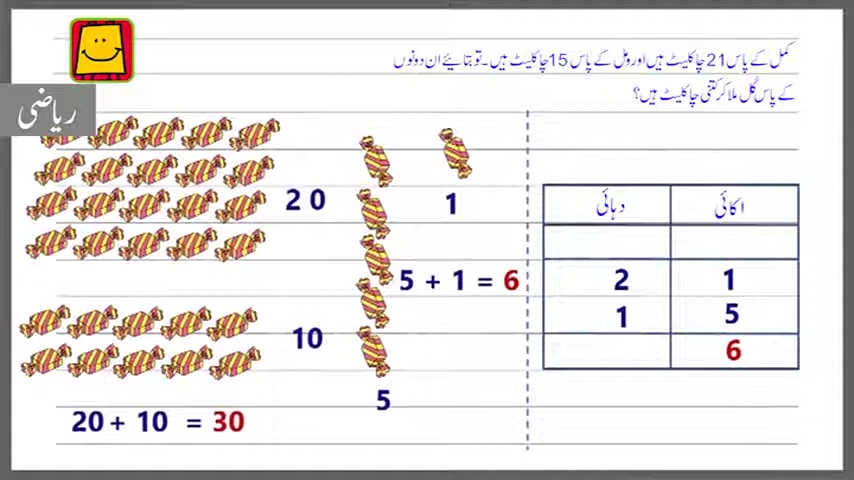 کمل کے پاس 21 چاکلیٹ ہیں اور ومل کے پاس 15 چاکلیٹ ہیں۔ تو بتائیے ان دونوں
کے پاس کُل ملا کر کتنی چاکلیٹ ہیں؟
ریاضی
20
1
دہائی اکائی
5 + 1 = 6
2 1
1 5
10
6
5
20 + 10 = 30